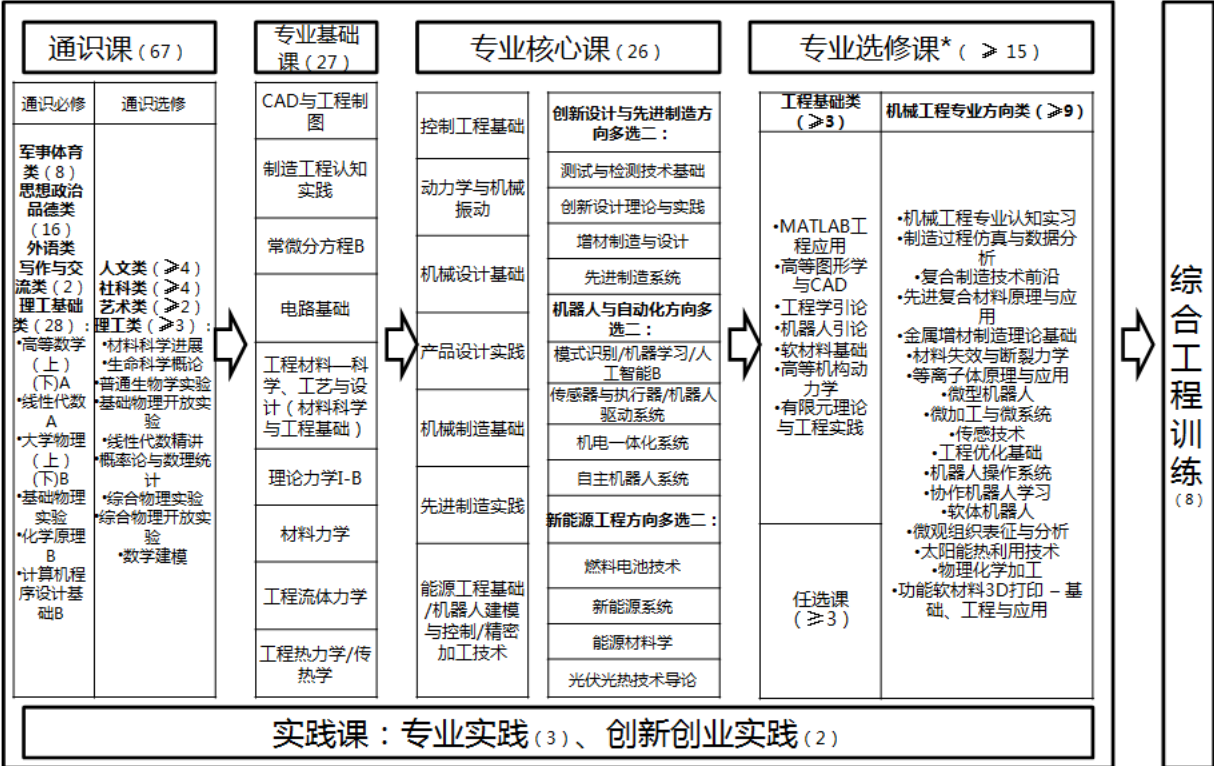 通识课(67)
通识必修
军事体育
类(8)
思想政治
品德类
(16)
外语类
写作与交
流类(2)
理工基础
类(28):
•高等数学
(上)
(下)A
•线性代数
A
•大学物理
(上)
(下)B
•基础物理
实验
•化学原理
B
•计算机程
序设计基
础B
通识选修
人文类(≥4)
社科类(≥4)
艺术类(≥2)
理工类(≥3):
•材料科学进展
•生命科学概论
•普通生物学实验
•基础物理开放实
验
•线性代数精讲
•概率论与数理统
计
•综合物理实验
•综合物理开放实
验
•数学建模
专业基础
课(27)
CAD与工程制
图
制造工程认知
实践
常微分方程B
电路基础
工程材料—科
学、工艺与设
计(材料科学
与工程基础)
理论力学I-B
材料力学
工程流体力学
工程热力学/传
热学
专业核心课(26)
控制工程基础
动力学与机械
振动
机械设计基础
产品设计实践
机械制造基础
先进制造实践
能源工程基础
/机器人建模
与控制/精密
加工技术
创新设计与先进制造方
向多选二:
测试与检测技术基础
创新设计理论与实践
增材制造与设计
先进制造系统
机器人与自动化方向多
选二:
模式识别/机器学习/人
工智能B
传感器与执行器/机器人
驱动系统
机电一体化系统
自主机器人系统
新能源工程方向多选二:
燃料电池技术
新能源系统
能源材料学
光伏光热技术导论
专业选修课*(≥15)
工程基础类
(≥3)
•MATLAB工
程应用
•高等图形学
与CAD
•工程学引论
•机器人引论
•软材料基础
•高等机构动
力学
•有限元理论
与工程实践
任选课
(≥3)
机械工程专业方向类(≥9)
•机械工程专业认知实习
•制造过程仿真与数据分
析
•复合制造技术前沿
•先进复合材料原理与应
用
•金属增材制造理论基础
•材料失效与断裂力学
•等离子体原理与应用
•微型机器人
•微加工与微系统
•传感技术
•工程优化基础
•机器人操作系统
•协作机器人学习
•软体机器人
•微观组织表征与分析
•太阳能热利用技术
•物理化学加工
•功能软材料3D打印 – 基
础、工程与应用
综合工程训练
(8)
实践课:专业实践(3)、创新创业实践(2)